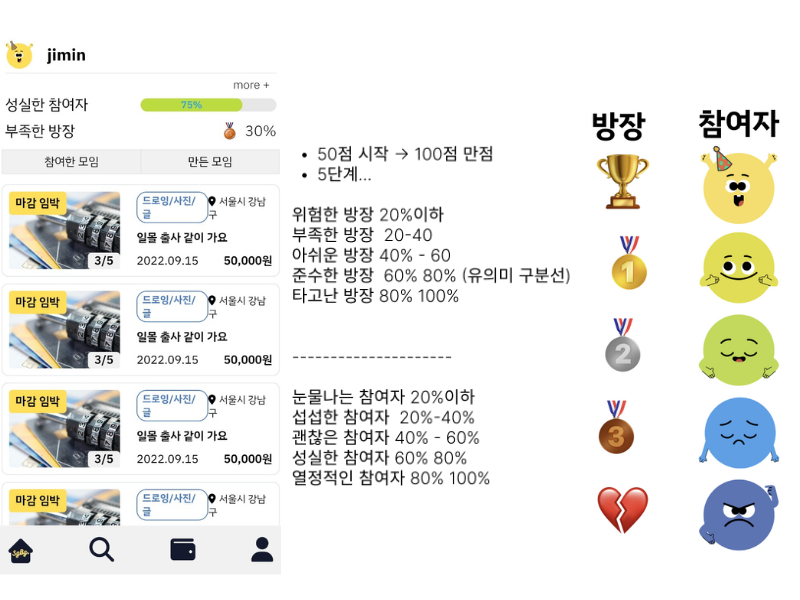 jimin
more +
성실한 참여자 75%
부족한 방장 30%
참여한 모임 만든 모임
마감 임박
드로잉/사진/글
서울시 강남구
일몰 출사 같이 가요
3/5
2022.09.15 50,000원
마감 임박
드로잉/사진/글
서울시 강남구
일몰 출사 같이 가요
3/5
2022.09.15 50,000원
마감 임박
드로잉/사진/글
서울시 강남구
일몰 출사 같이 가요
3/5
2022.09.15 50,000원
마감 임박
드로잉/사진/글
서울시 강남구
• 50점 시작 → 100점 만점
• 5단계...
위험한 방장 20%이하
부족한 방장 20-40
아쉬운 방장 40% - 60
준수한 방장 60% 80% (유의미 구분선)
타고난 방장 80% 100%
---------------------
눈물나는 참여자 20%이하
섭섭한 참여자 20%-40%
괜찮은 참여자 40% - 60%
성실한 참여자 60% 80%
열정적인 참여자 80% 100%
방장 참여자
1
2
3